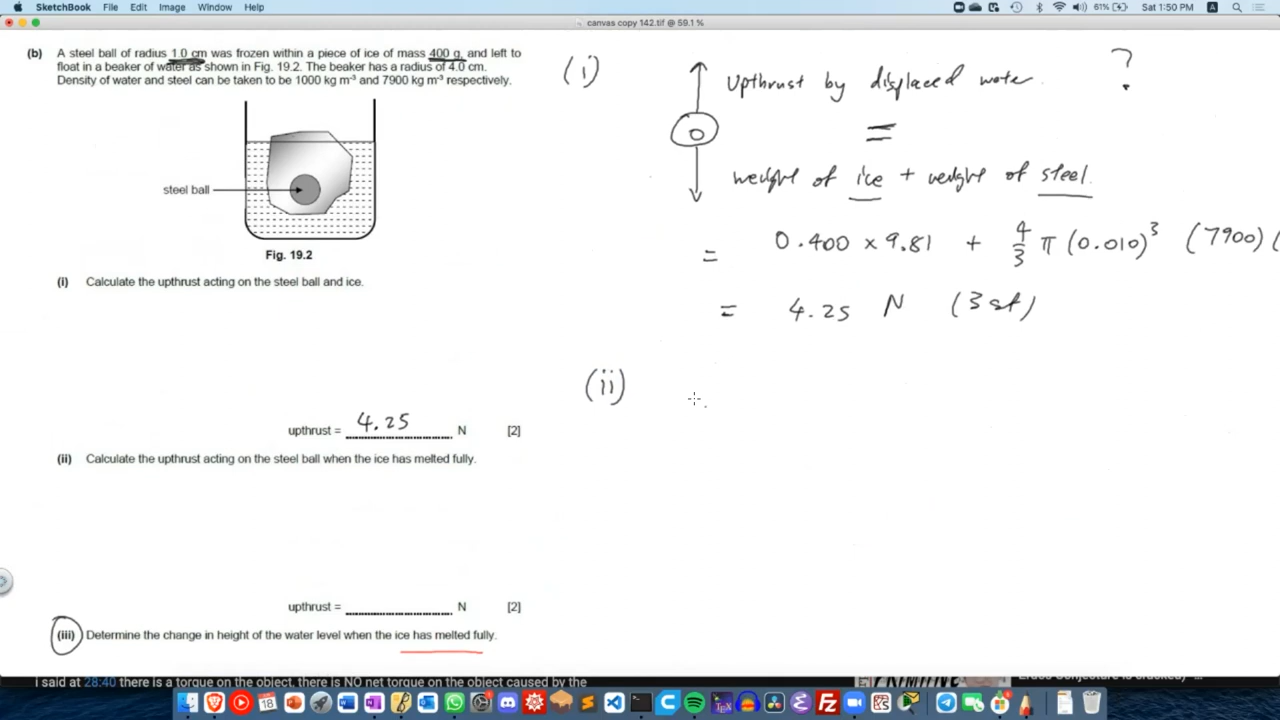 SketchBook File Edit Image Window Help 61% Sat 1:50 PM
canvas copy 142.tif @ 59.1 %
(b) A steel ball of radius 1.0 cm was frozen within a piece of ice of mass 400 g, and left to
float in a beaker of water as shown in Fig. 19.2. The beaker has a radius of 4.0 cm.
Density of water and steel can be taken to be 1000 kg m⁻³ and 7900 kg m⁻³ respectively.
steel ball
Fig. 19.2
(i) Calculate the upthrust acting on the steel ball and ice.
upthrust = 4.25 N [2]
(ii) Calculate the upthrust acting on the steel ball when the ice has melted fully.
upthrust = N [2]
(iii) Determine the change in height of the water level when the ice has melted fully.
(i)
Upthrust by displaced water ?
=
weight of ice + weight of steel.
= 0.400 × 9.81 + 4/3 π (0.010)³ (7900) (
= 4.25 N (3 sf)
(ii)
I said at 28:40 there is a torque on the object, there is NO net torque on the object caused by the